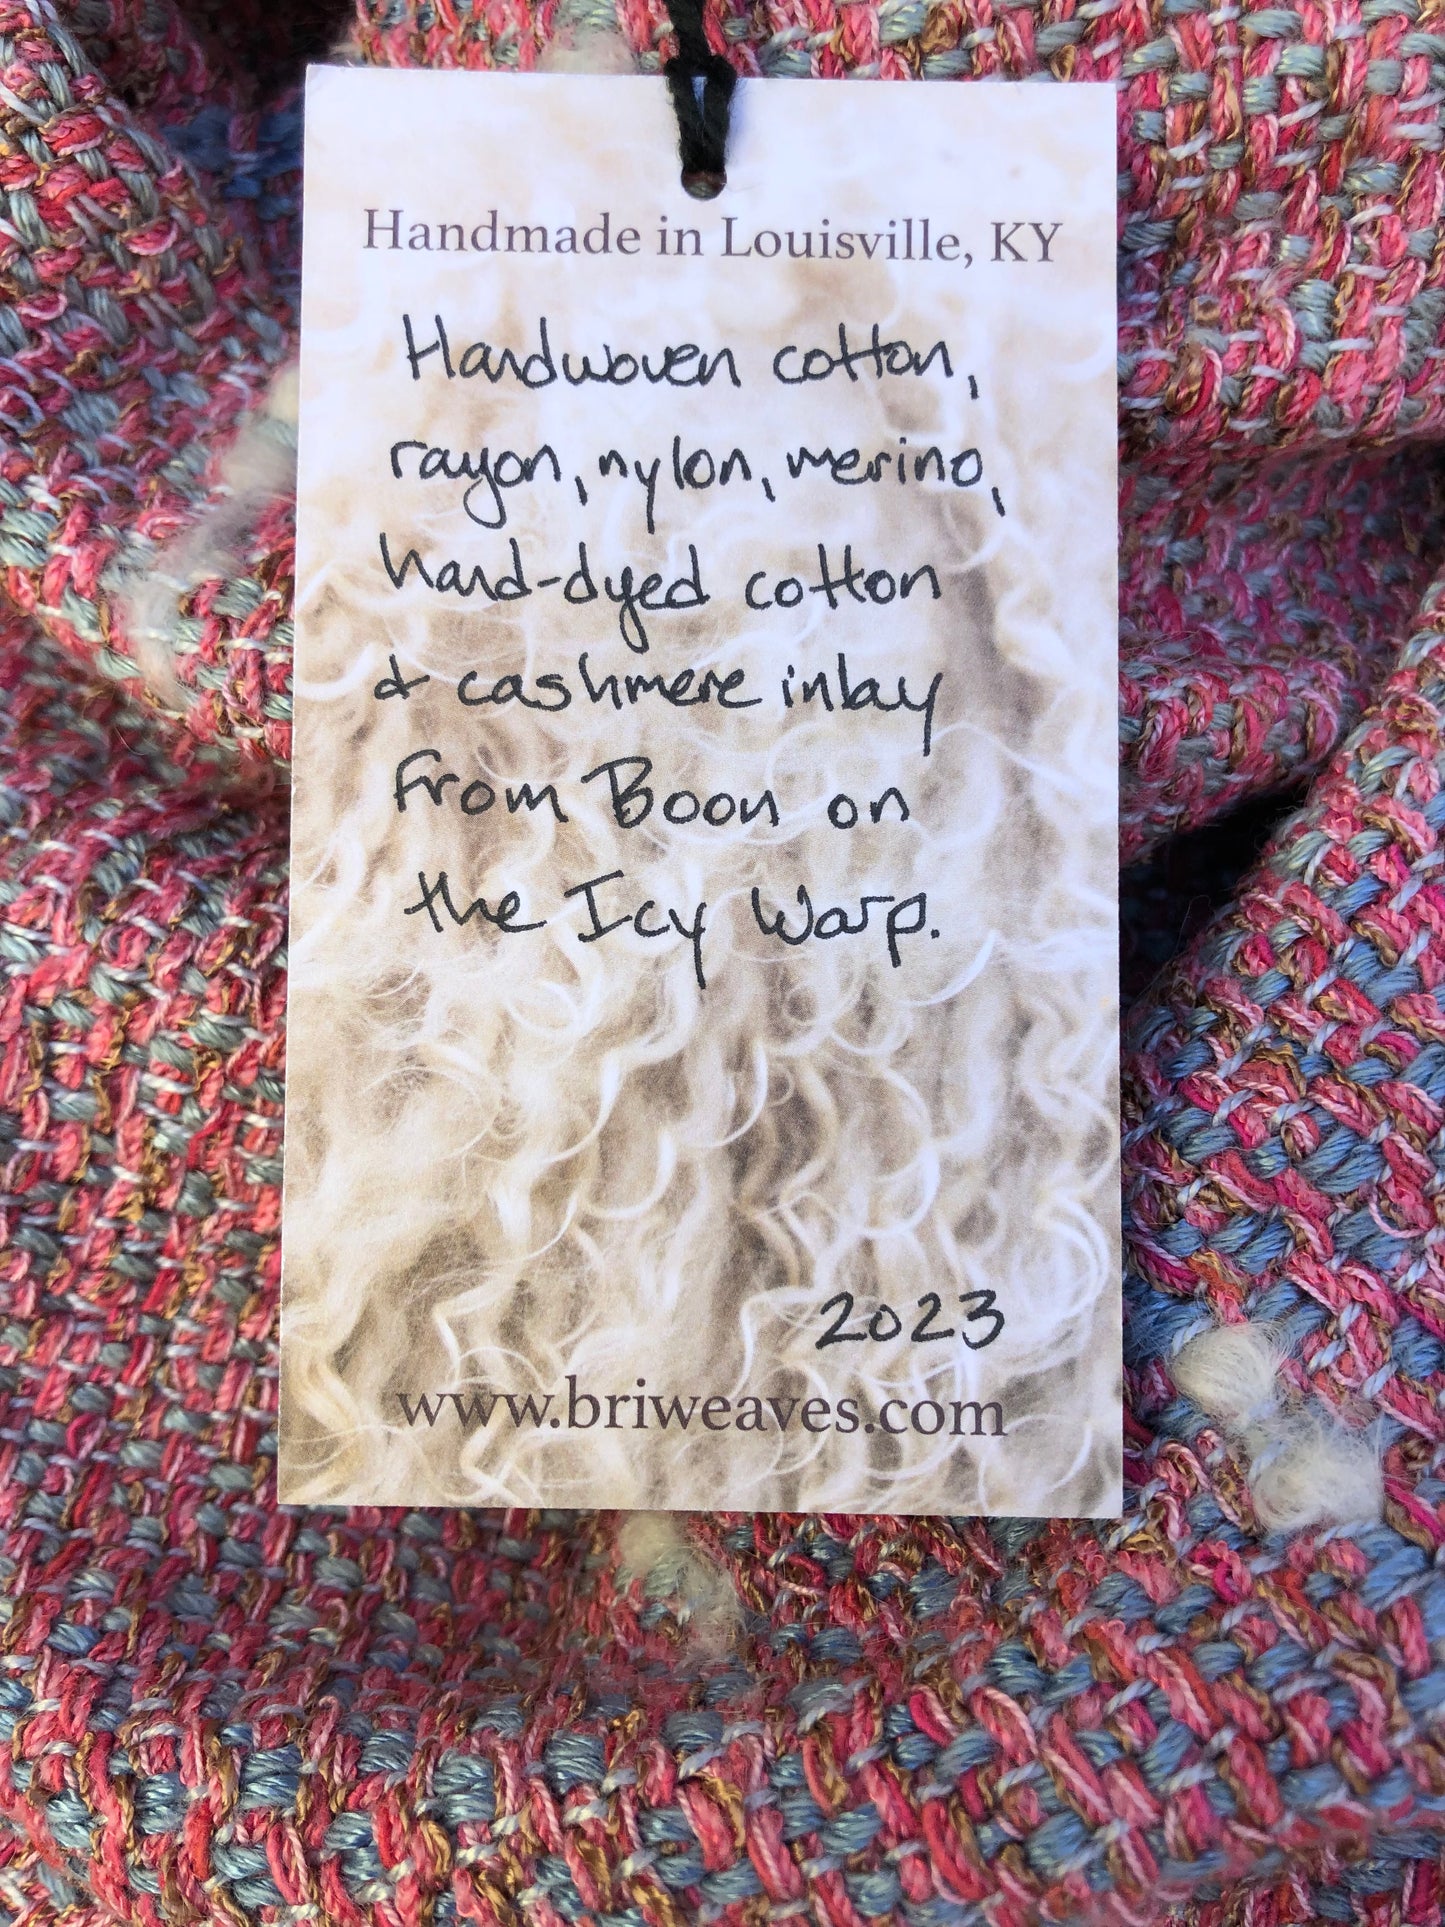 Handmade in Louisville, KY
Handwoven cotton,
rayon, nylon, merino,
hand-dyed cotton
& cashmere inlay
from Boon on
the Icy Warp.
2023
www.briweaves.com